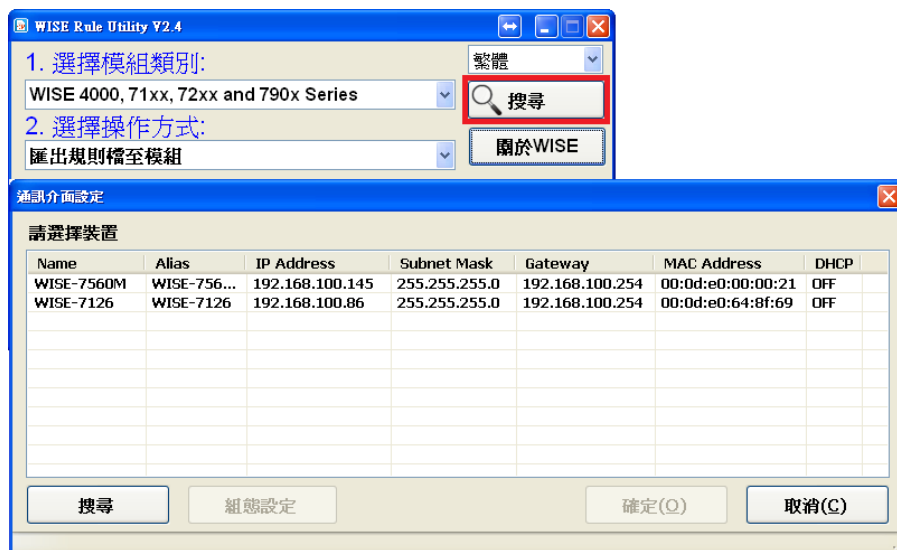 WISE Rule Utility V2.4
1. 選擇模組類別:
繁體
WISE 4000, 71xx, 72xx and 790x Series
搜尋
2. 選擇操作方式:
匯出規則檔至模組
關於WISE
通訊介面設定
請選擇裝置
Name Alias IP Address Subnet Mask Gateway MAC Address DHCP
WISE-7560M WISE-756... 192.168.100.145 255.255.255.0 192.168.100.254 00:0d:e0:00:00:21 OFF
WISE-7126 WISE-7126 192.168.100.86 255.255.255.0 192.168.100.254 00:0d:e0:64:8f:69 OFF
搜尋 組態設定 確定(O) 取消(C)